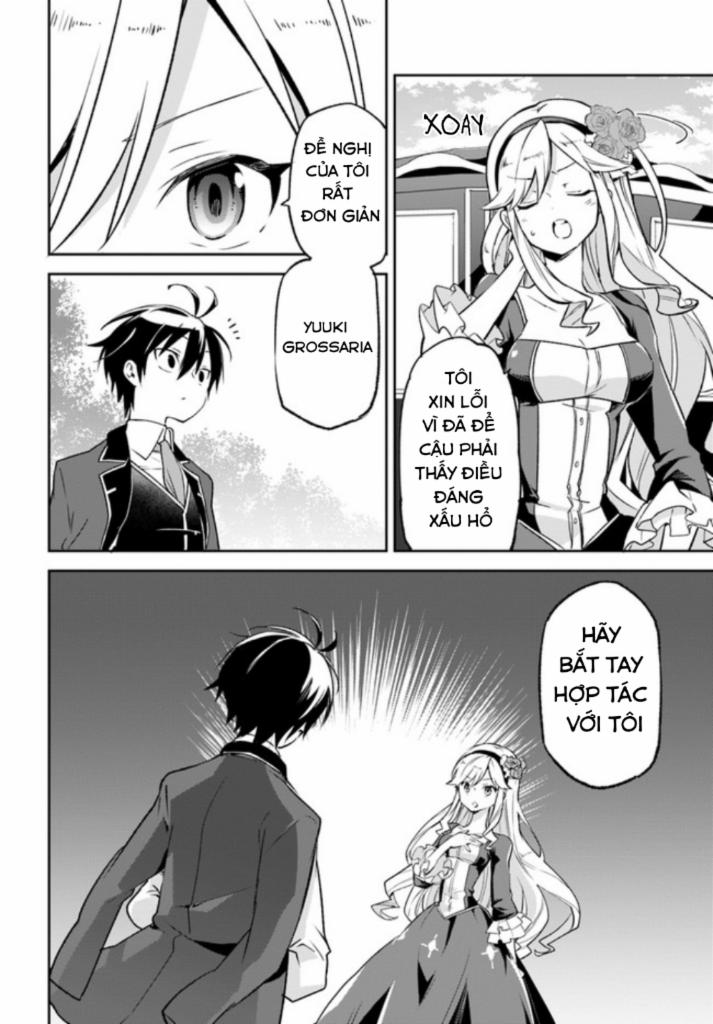 XOAY
TÔI
XIN LỖI
VÌ ĐÃ ĐỂ
CẬU PHẢI
THẤY ĐIỀU
ĐÁNG
XẤU HỔ
ĐỀ NGHỊ
CỦA TÔI
RẤT
ĐƠN GIẢN
YUUKI
GROSSARIA
HÃY
BẮT TAY
HỢP TÁC
VỚI TÔI